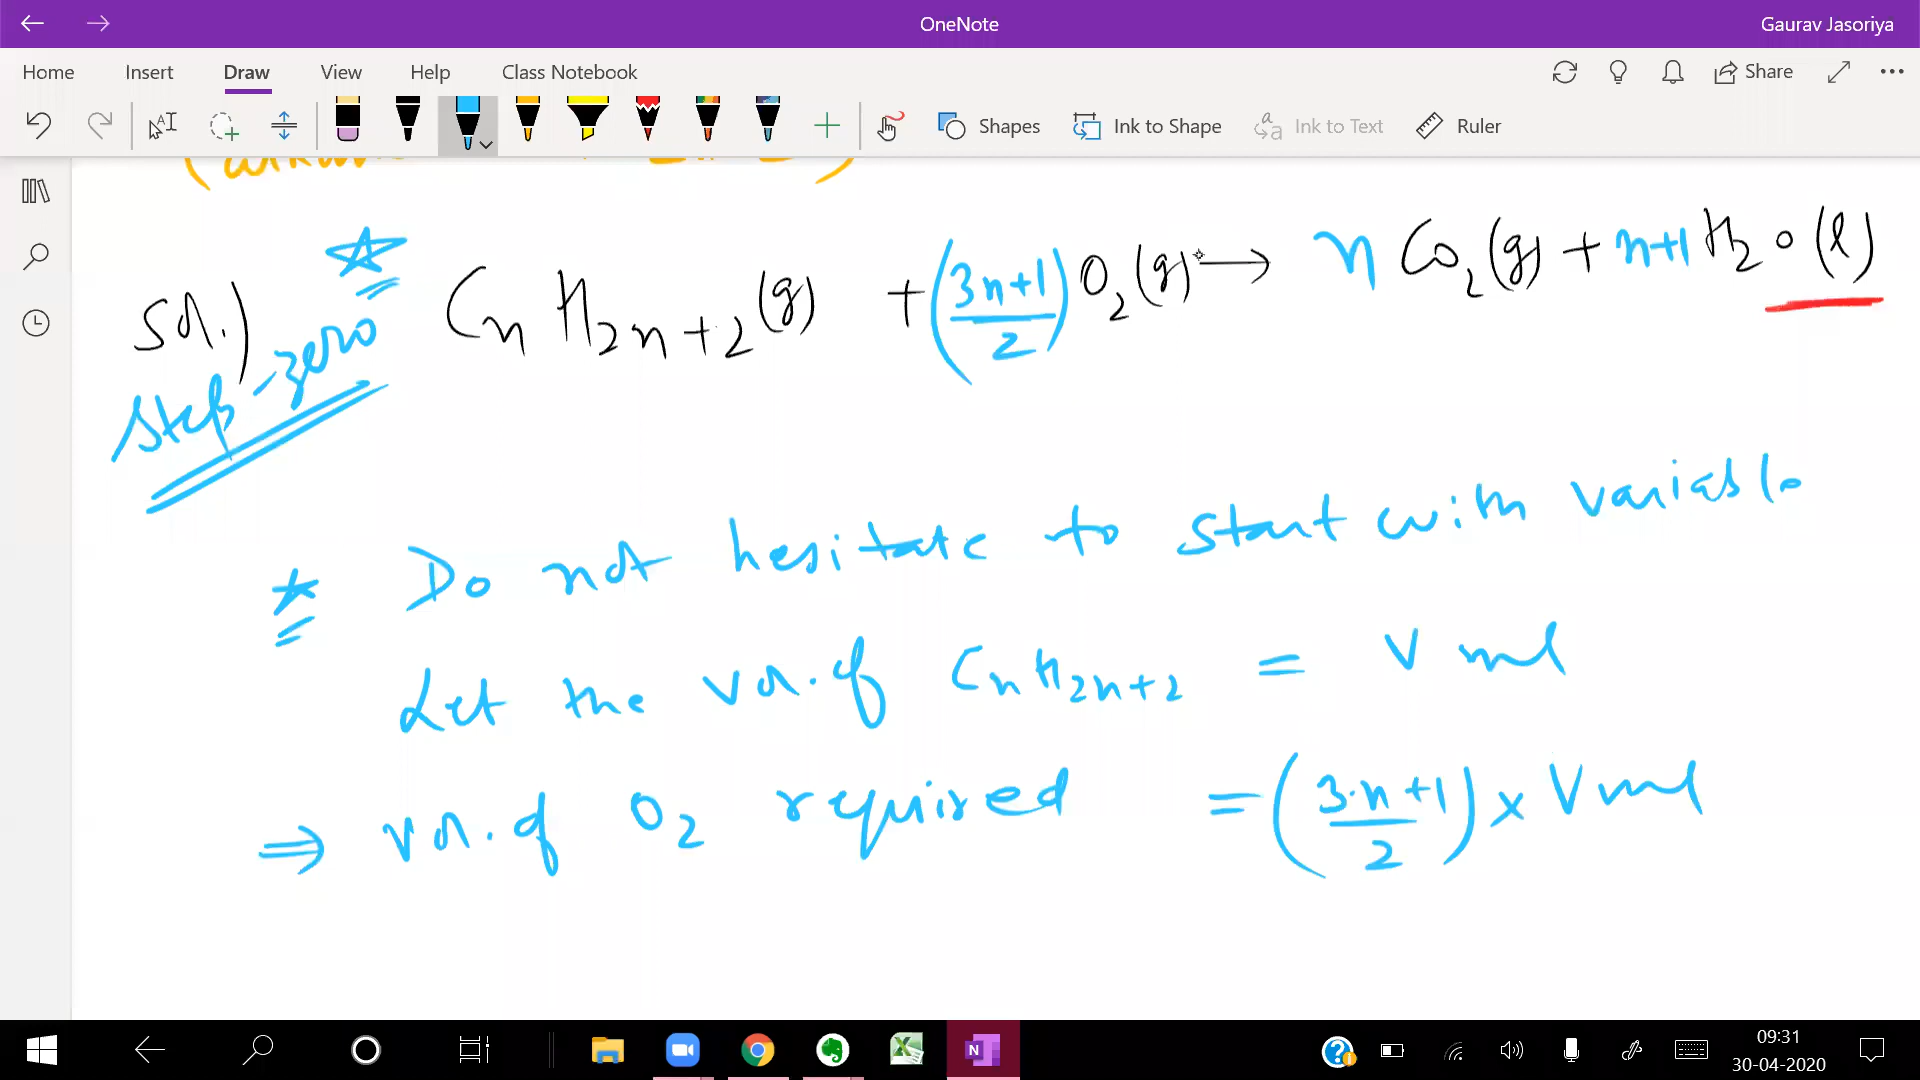 OneNote
Gaurav Jasoriya
Home Insert Draw View Help Class Notebook Share
Shapes Ink to Shape Ink to Text Ruler
Sol.) CnH2n+2(g) + (3n+1)/2 O2(g) → n CO2(g) + n+1 H2O(l)
Step-zero
* Do not hesitate to start with variable
Let the vol. of CnH2n+2 = V ml
⇒ vol. of O2 required = (3n+1/2) × V ml
09:31
30-04-2020